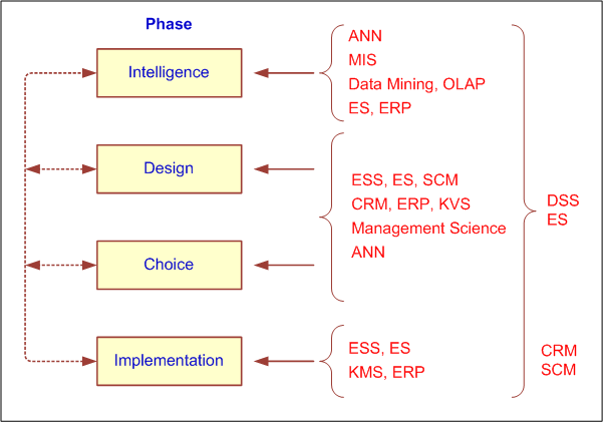 Phase
Intelligence
ANN
MIS
Data Mining, OLAP
ES, ERP
Design
Choice
ESS, ES, SCM
CRM, ERP, KVS
Management Science
ANN
Implementation
ESS, ES
KMS, ERP
DSS
ES
CRM
SCM